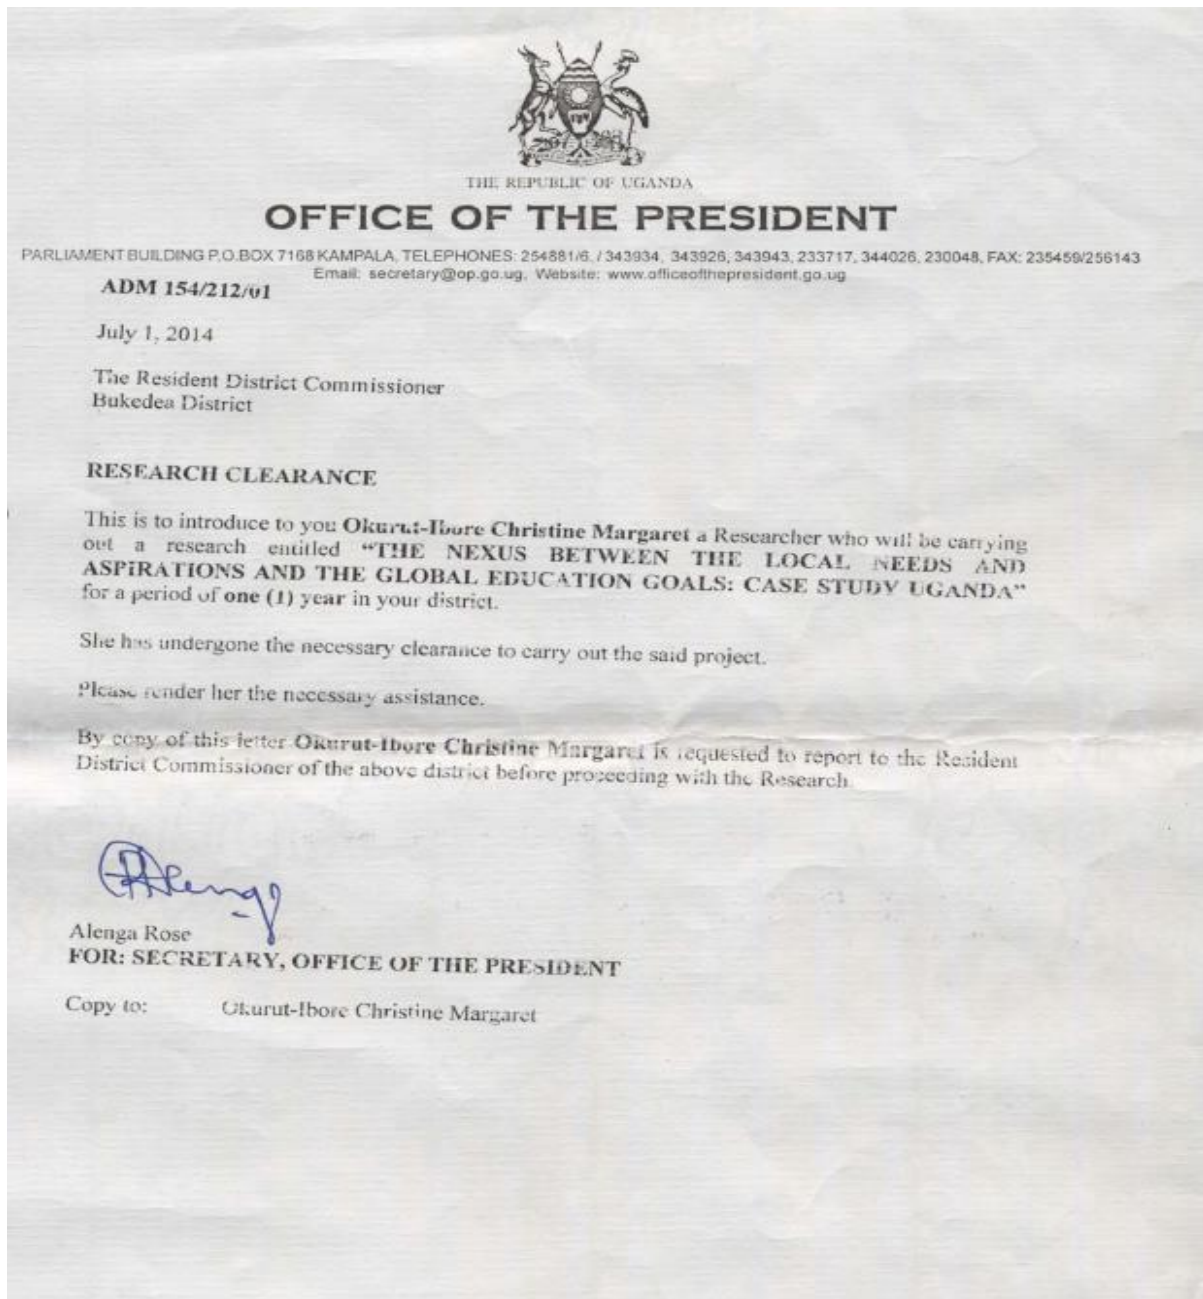 THE REPUBLIC OF UGANDA
OFFICE OF THE PRESIDENT
PARLIAMENT BUILDING P.O.BOX 7168 KAMPALA, TELEPHONES: 254881/6, / 343934, 343926, 343943, 233717, 344026, 230048, FAX: 235459/256143
Email: secretary@op.go.ug, Website: www.officeofthepresident.go.ug
ADM 154/212/01
July 1, 2014
The Resident District Commissioner
Bukedea District
RESEARCH CLEARANCE
This is to introduce to you Okurut-Ibore Christine Margaret a Researcher who will be carrying
out a research entitled “THE NEXUS BETWEEN THE LOCAL NEEDS AND
ASPIRATIONS AND THE GLOBAL EDUCATION GOALS: CASE STUDY UGANDA”
for a period of one (1) year in your district.
She has undergone the necessary clearance to carry out the said project.
Please render her the necessary assistance.
By copy of this letter Okurut-Ibore Christine Margaret is requested to report to the Resident
District Commissioner of the above district before proceeding with the Research
Alenga Rose
FOR: SECRETARY, OFFICE OF THE PRESIDENT
Copy to: Okurut-Ibore Christine Margaret